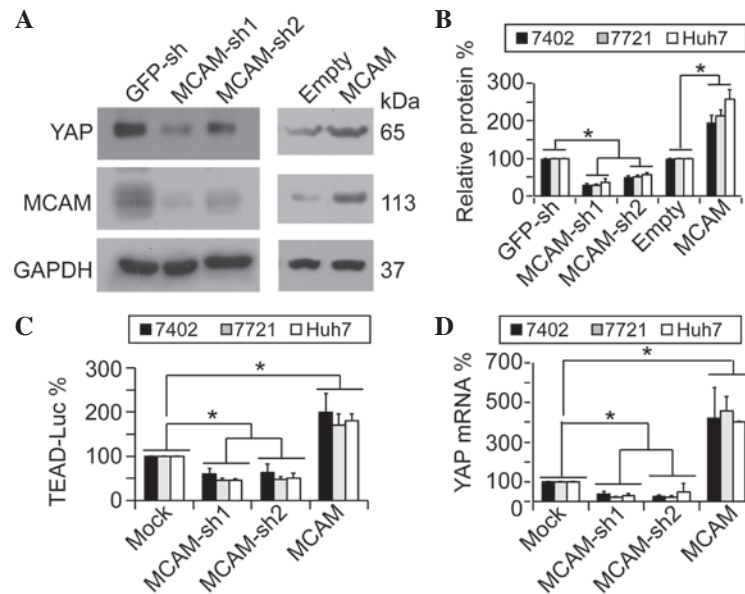 A
GFP-sh
MCAM-sh1
MCAM-sh2
Empty
MCAM
kDa
YAP
65
MCAM
113
GAPDH
37
B
7402 7721 Huh7
Relative protein %
300
200
100
0
*
*
GFP-sh
MCAM-sh1
MCAM-sh2
Empty
MCAM
C
7402 7721 Huh7
TEAD-Luc %
300
200
100
0
*
*
Mock
MCAM-sh1
MCAM-sh2
MCAM
D
7402 7721 Huh7
YAP mRNA %
700
500
300
100
0
*
*
Mock
MCAM-sh1
MCAM-sh2
MCAM